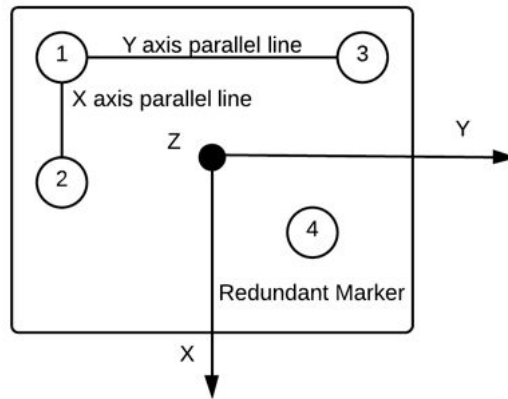 1
Y axis parallel line
3
X axis parallel line
Z
Y
2
4
Redundant Marker
X